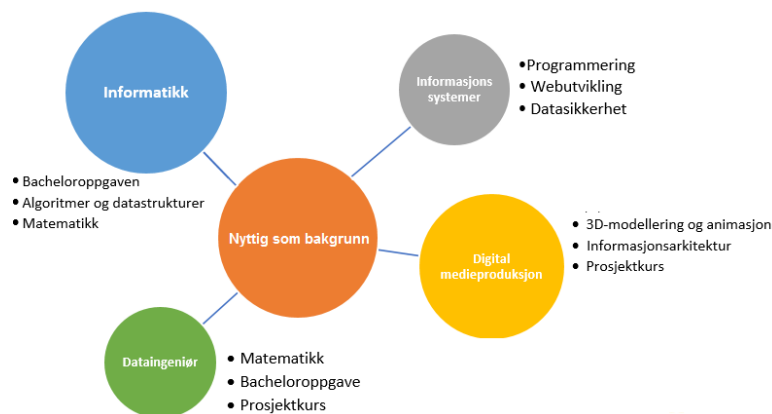 Informatikk
• Bacheloroppgaven
• Algoritmer og datastrukturer
• Matematikk
Informasjons
systemer
•Programmering
• Webutvikling
• Datasikkerhet
Nyttig som bakgrunn
Digital
medieproduksjon
• 3D-modellering og animasjon
• Informasjonsarkitektur
• Prosjektkurs
Dataingeniør
• Matematikk
• Bacheloroppgave
• Prosjektkurs